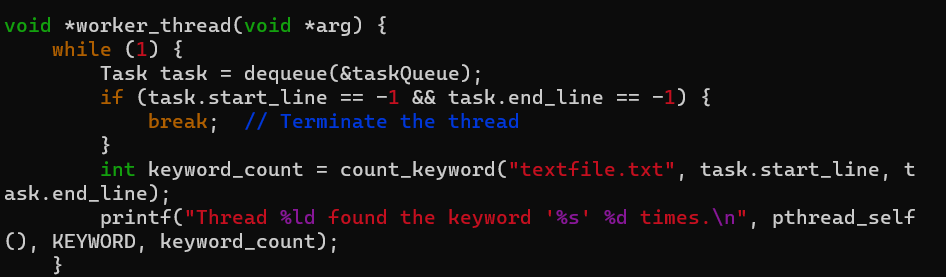 void *worker_thread(void *arg) {
    while (1) {
        Task task = dequeue(&taskQueue);
        if (task.start_line == -1 && task.end_line == -1) {
            break;  // Terminate the thread
        }
        int keyword_count = count_keyword("textfile.txt", task.start_line, t
ask.end_line);
        printf("Thread %ld found the keyword '%s' %d times.\n", pthread_self
(), KEYWORD, keyword_count);
    }